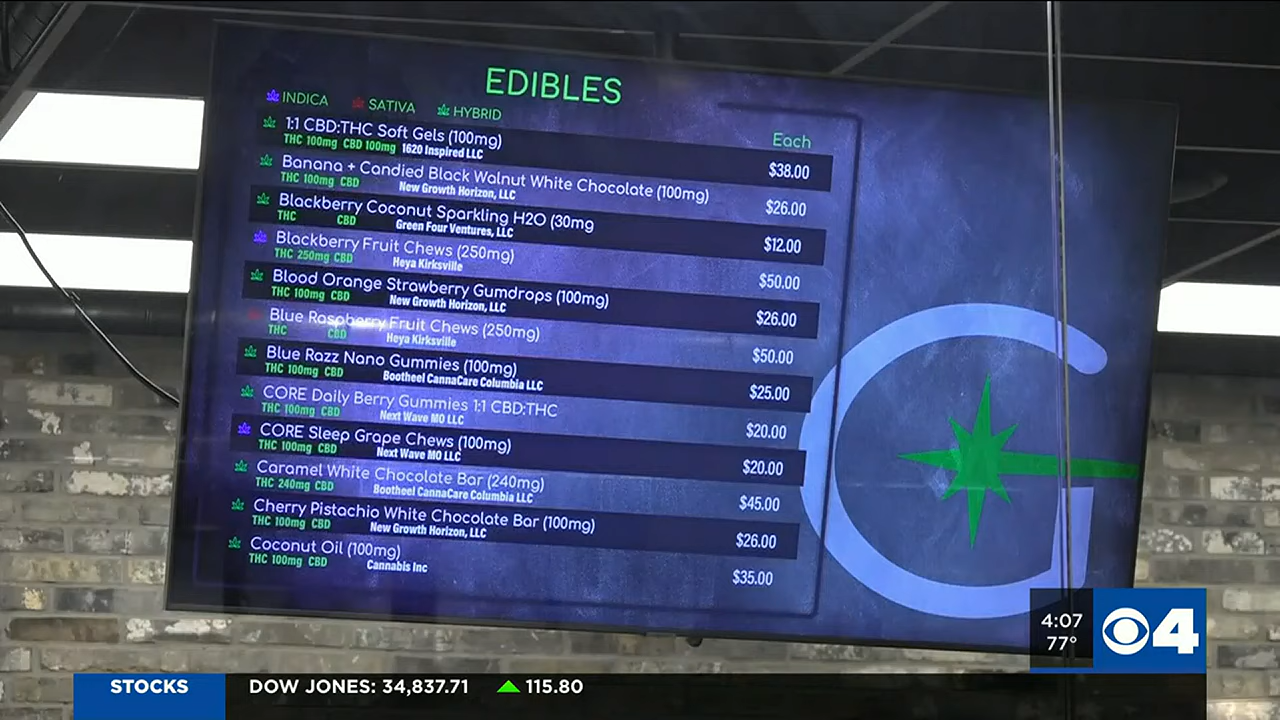 EDIBLES
INDICA SATIVA HYBRID
Each
1:1 CBD:THC Soft Gels (100mg) $38.00
THC 100mg CBD 100mg 1620 Inspired LLC
Banana + Candied Black Walnut White Chocolate (100mg) $26.00
THC 100mg CBD New Growth Horizon, LLC
Blackberry Coconut Sparkling H2O (30mg $12.00
THC CBD Green Four Ventures, LLC
Blackberry Fruit Chews (250mg) $50.00
THC 250mg CBD Heya Kirksville
Blood Orange Strawberry Gumdrops (100mg) $26.00
THC 100mg CBD New Growth Horizon, LLC
Blue Raspberry Fruit Chews (250mg) $50.00
THC CBD Heya Kirksville
Blue Razz Nano Gummies (100mg) $25.00
THC 100mg CBD Bootheel CannaCare Columbia LLC
CORE Daily Berry Gummies 1:1 CBD:THC $20.00
THC 100mg CBD Next Wave MO LLC
CORE Sleep Grape Chews (100mg) $20.00
THC 100mg CBD Next Wave MO LLC
Caramel White Chocolate Bar (240mg) $45.00
THC 240mg CBD Bootheel CannaCare Columbia LLC
Cherry Pistachio White Chocolate Bar (100mg) $26.00
THC 100mg CBD New Growth Horizon, LLC
Coconut Oil (100mg) $35.00
THC 100mg CBD Cannabis Inc
G
4:07
77°
4
STOCKS DOW JONES: 34,837.71 115.80